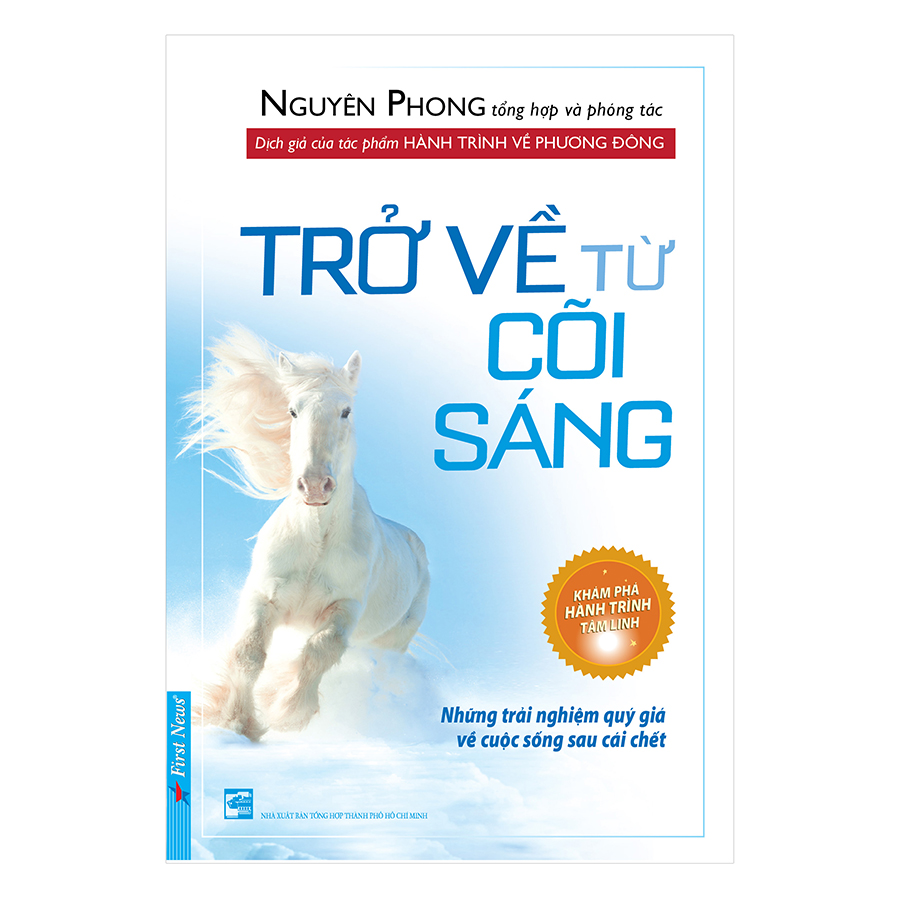 NGUYÊN PHONG tổng hợp và phóng tác
Dịch giả của tác phẩm HÀNH TRÌNH VỀ PHƯƠNG ĐÔNG
TRỞ VỀ TỪ
CÕI
SÁNG
KHÁM PHÁ
HÀNH TRÌNH
TÂM LINH
Những trải nghiệm quý giá
về cuộc sống sau cái chết
First News®
NHÀ XUẤT BẢN TỔNG HỢP THÀNH PHỐ HỒ CHÍ MINH